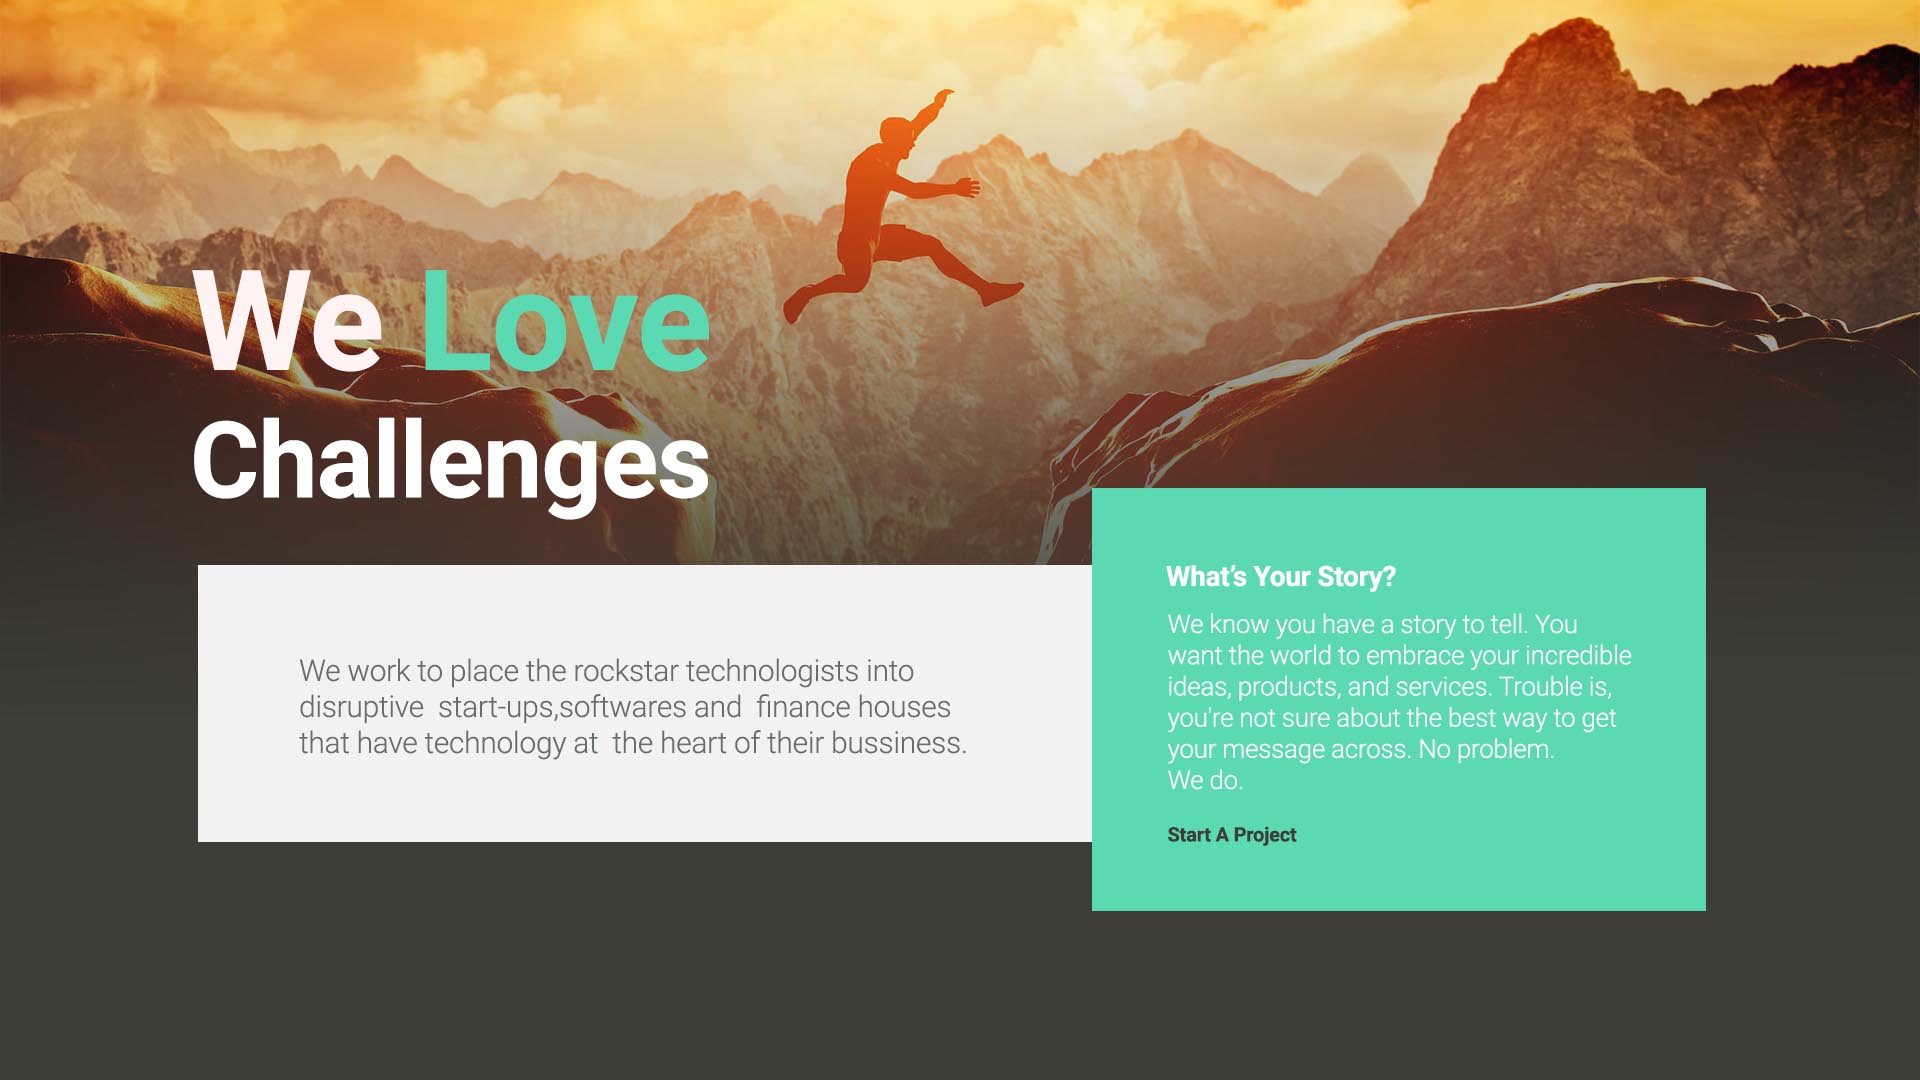 We Love
Challenges
We work to place the rockstar technologists into
disruptive  start-ups,softwares and  finance houses
that have technology at  the heart of their bussiness.
What’s Your Story?
We know you have a story to tell. You
want the world to embrace your incredible
ideas, products, and services. Trouble is,
you're not sure about the best way to get
your message across. No problem.
We do.
Start A Project